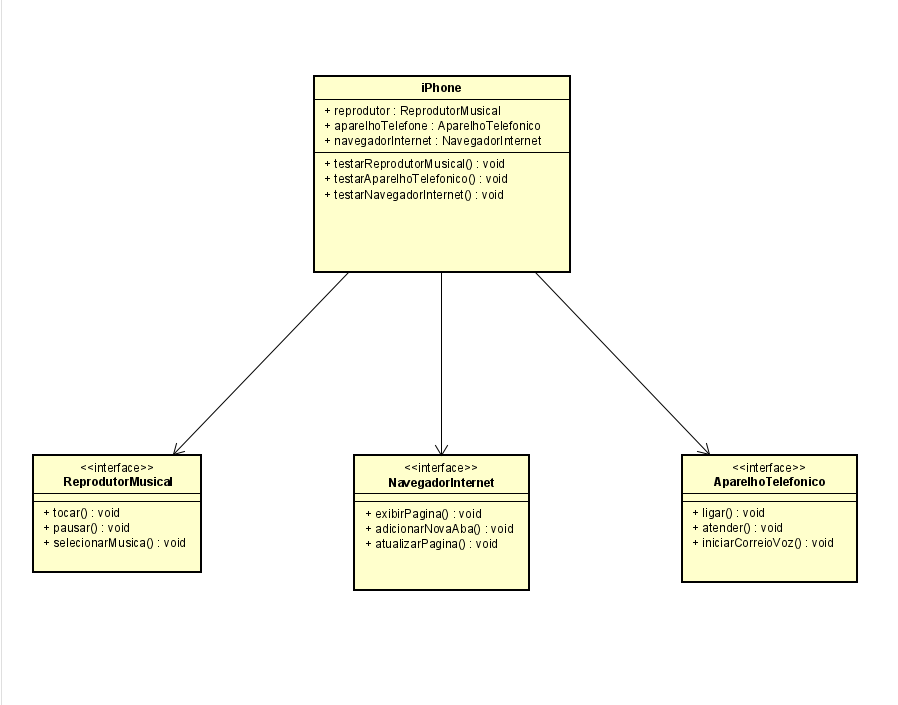 iPhone
+ reprodutor : ReprodutorMusical
+ aparelhoTelefone : AparelhoTelefonico
+ navegadorInternet : NavegadorInternet
+ testarReprodutorMusical() : void
+ testarAparelhoTelefonico() : void
+ testarNavegadorInternet() : void
<<interface>>
ReprodutorMusical
+ tocar() : void
+ pausar() : void
+ selecionarMusica() : void
<<interface>>
NavegadorInternet
+ exibirPagina() : void
+ adicionarNovaAba() : void
+ atualizarPagina() : void
<<interface>>
AparelhoTelefonico
+ ligar() : void
+ atender() : void
+ iniciarCorreioVoz() : void